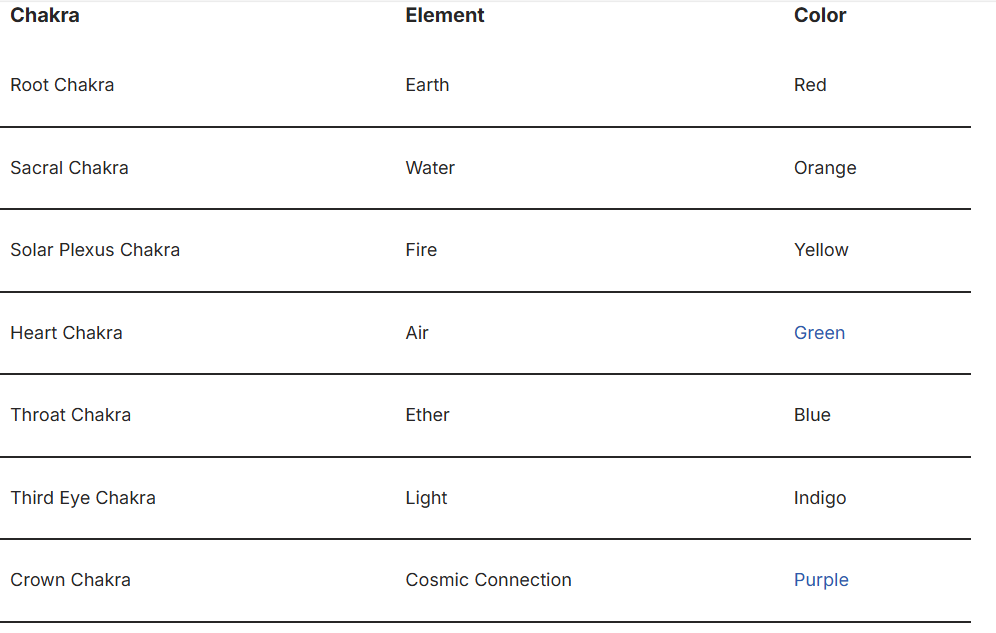 Chakra Element Color
Root Chakra Earth Red
Sacral Chakra Water Orange
Solar Plexus Chakra Fire Yellow
Heart Chakra Air Green
Throat Chakra Ether Blue
Third Eye Chakra Light Indigo
Crown Chakra Cosmic Connection Purple